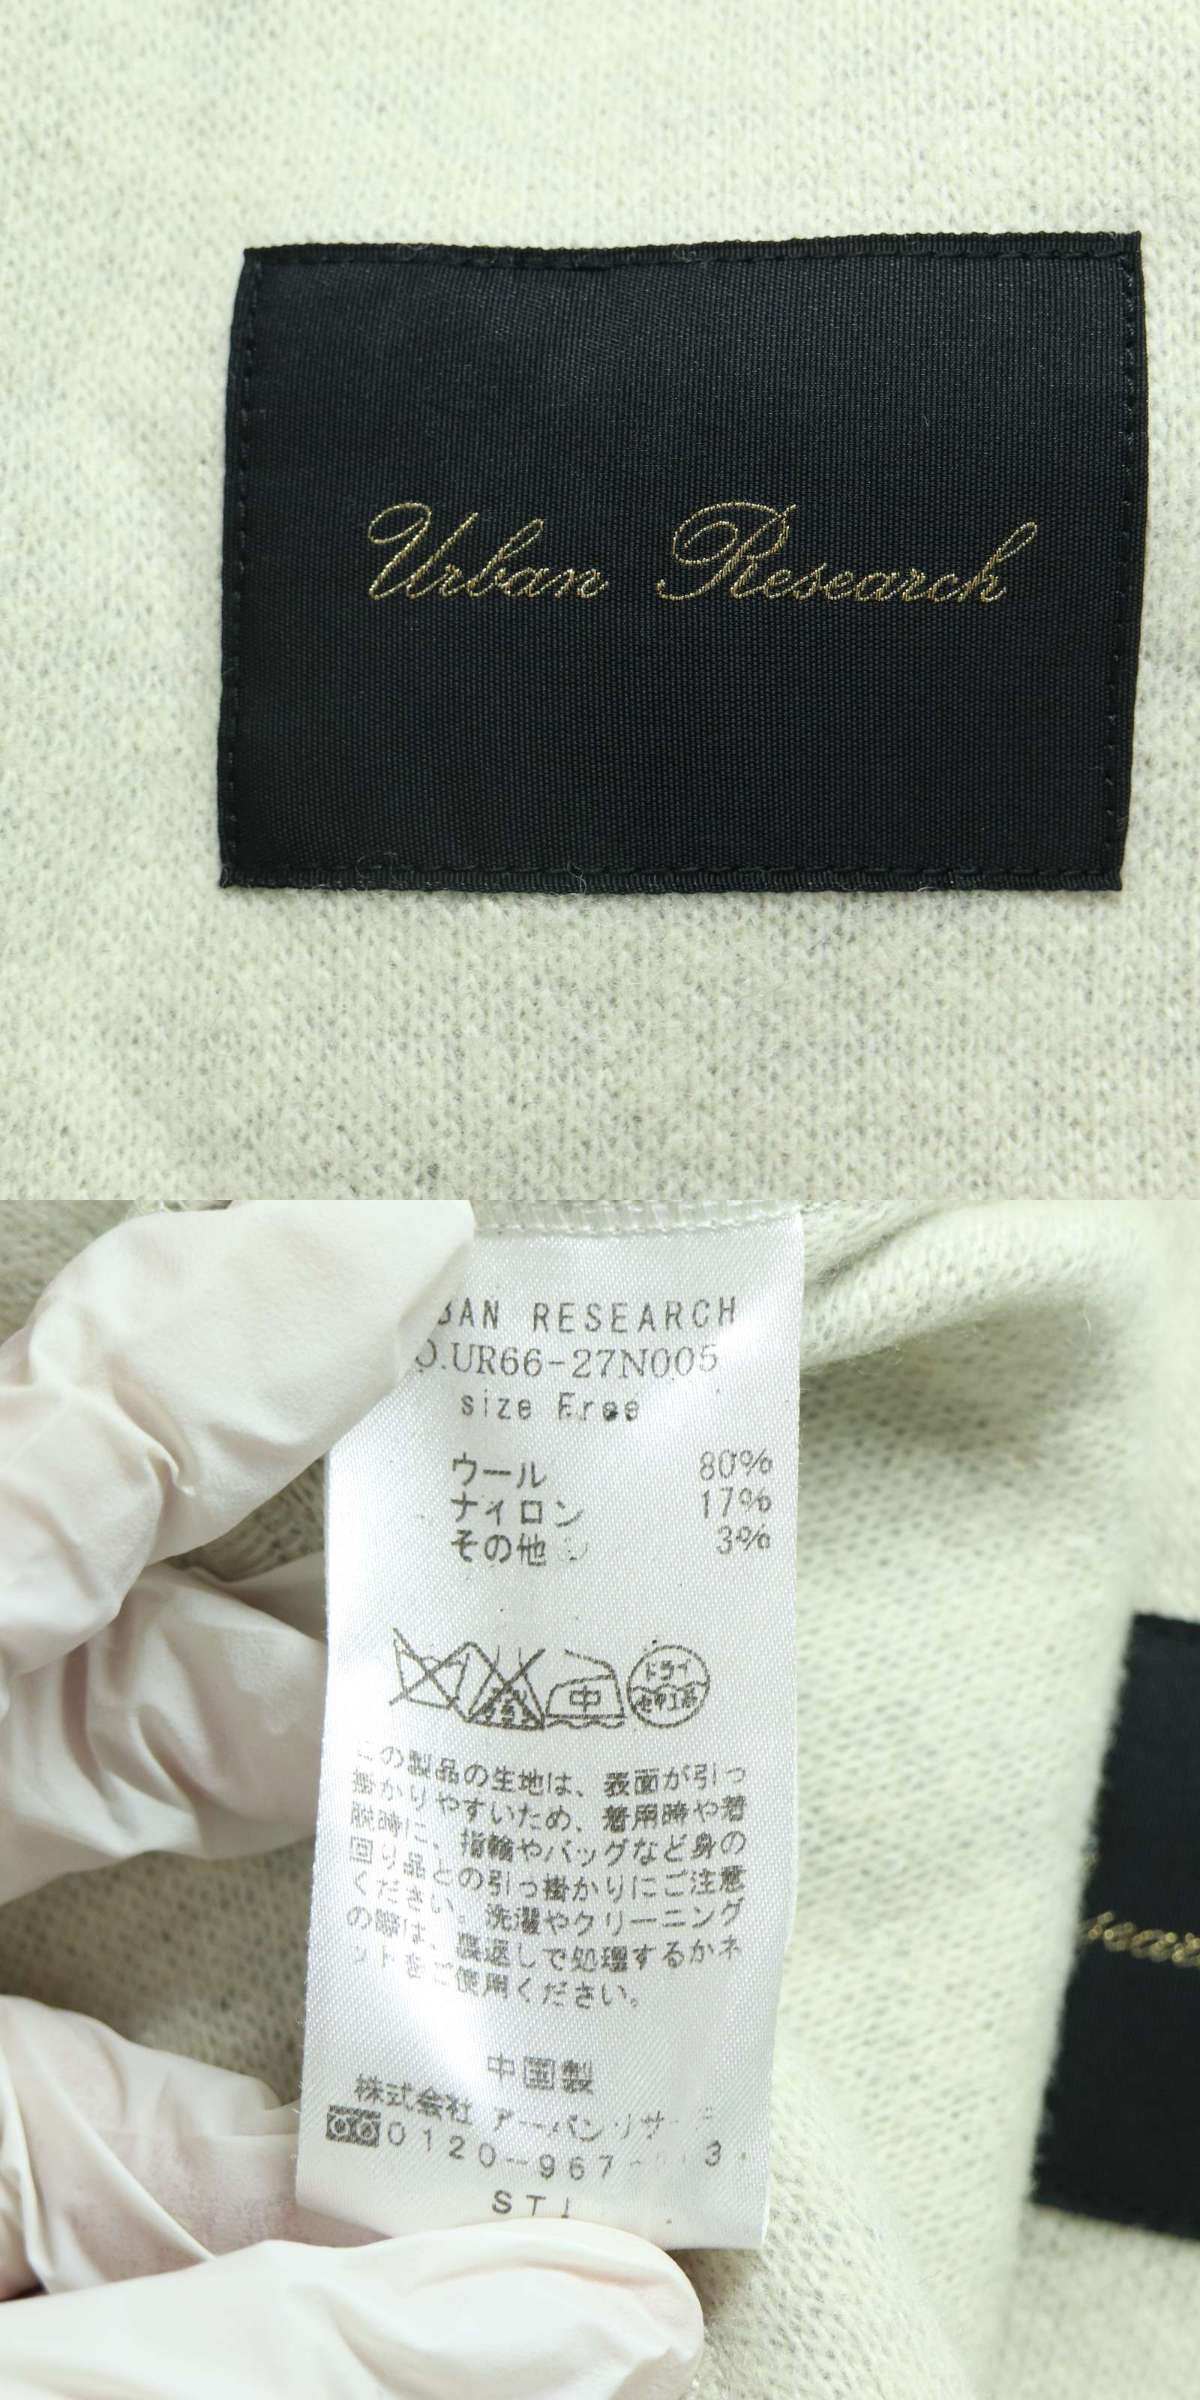 Urban Research
BAN RESEARCH
O.UR66-27N005
size Free
ウール 80%
ナイロン 17%
その他 3%
中
ドライ
この製品の生地は、表面が引っ
掛かりやすいため、着用時や着
脱時に、指輪やバッグなど身の
回り品との引っ掛かりにご注意
ください。洗濯やクリーニング
の際は、裏返しで処理するかネ
ットをご使用ください。
中国製
株式会社 アーバンリサーチ
0120-967-